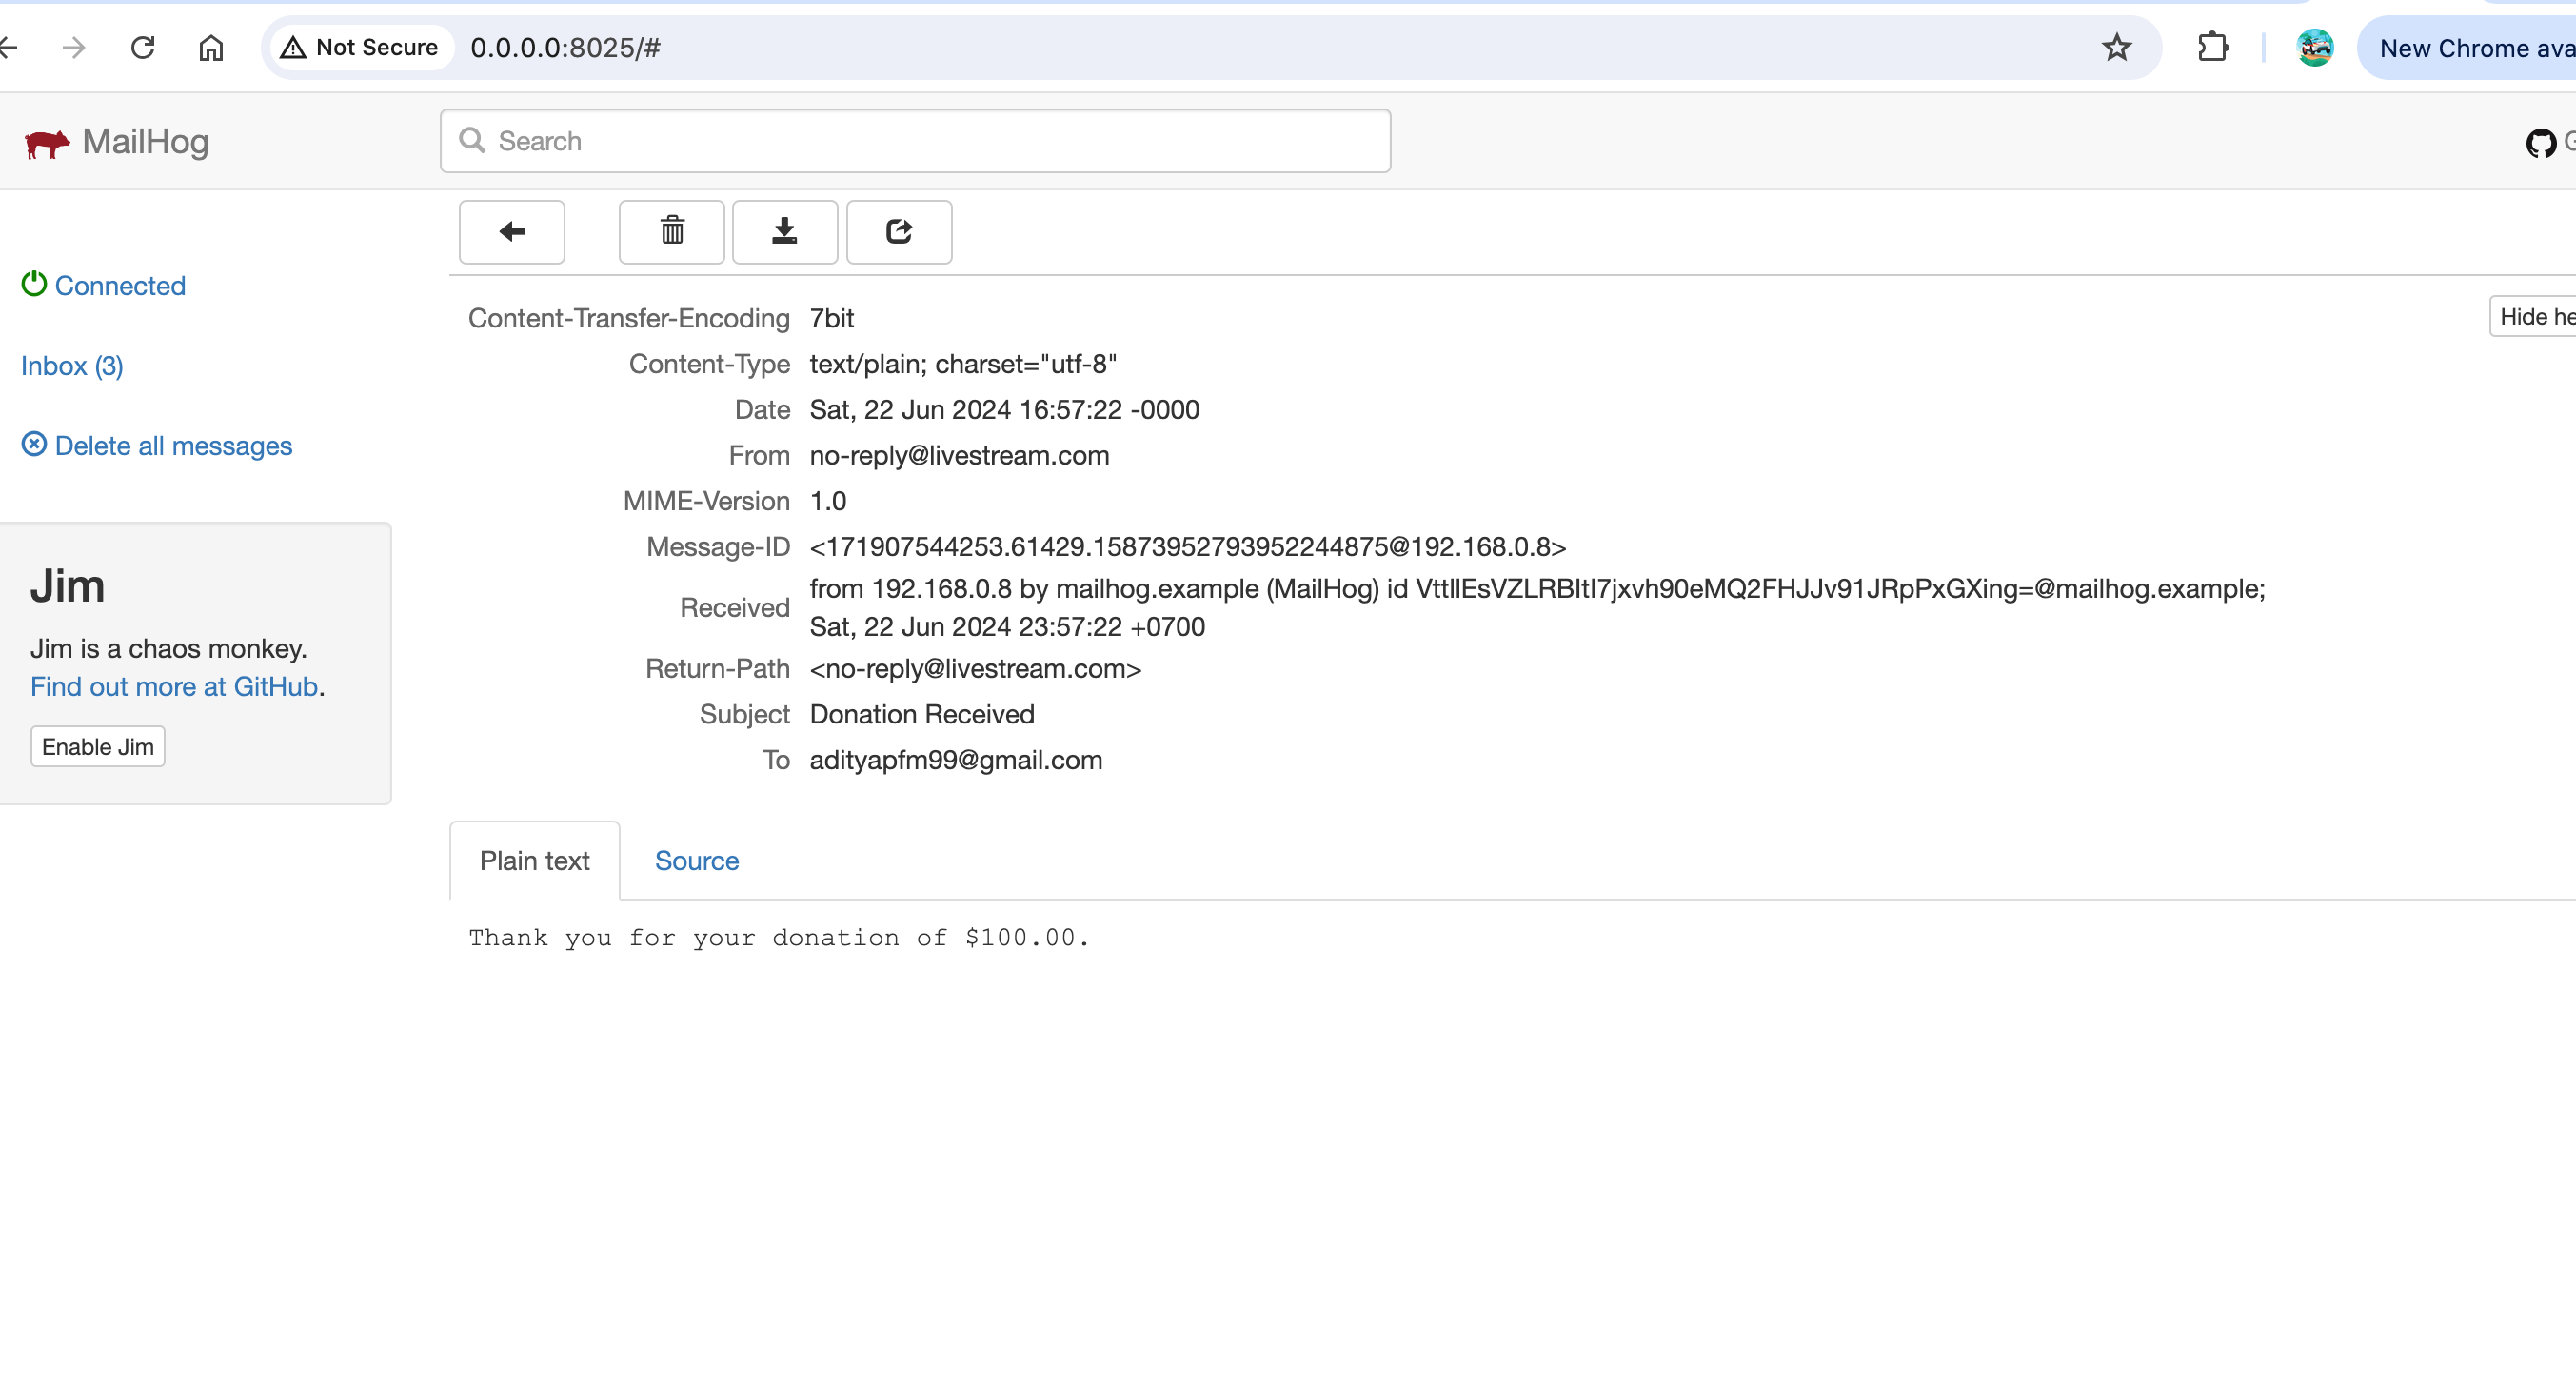 Not Secure 0.0.0.0:8025/# New Chrome ava
MailHog Search
Connected
Inbox (3)
Delete all messages
Jim
Jim is a chaos monkey.
Find out more at GitHub.
Enable Jim
Hide he
Content-Transfer-Encoding 7bit
Content-Type text/plain; charset="utf-8"
Date Sat, 22 Jun 2024 16:57:22 -0000
From no-reply@livestream.com
MIME-Version 1.0
Message-ID <171907544253.61429.15873952793952244875@192.168.0.8>
Received from 192.168.0.8 by mailhog.example (MailHog) id
Sat, 22 Jun 2024 23:57:22 +0700
Return-Path <no-reply@livestream.com>
Subject Donation Received
To adityapfm99@gmail.com
Plain text Source
Thank you for your donation of $100.00.